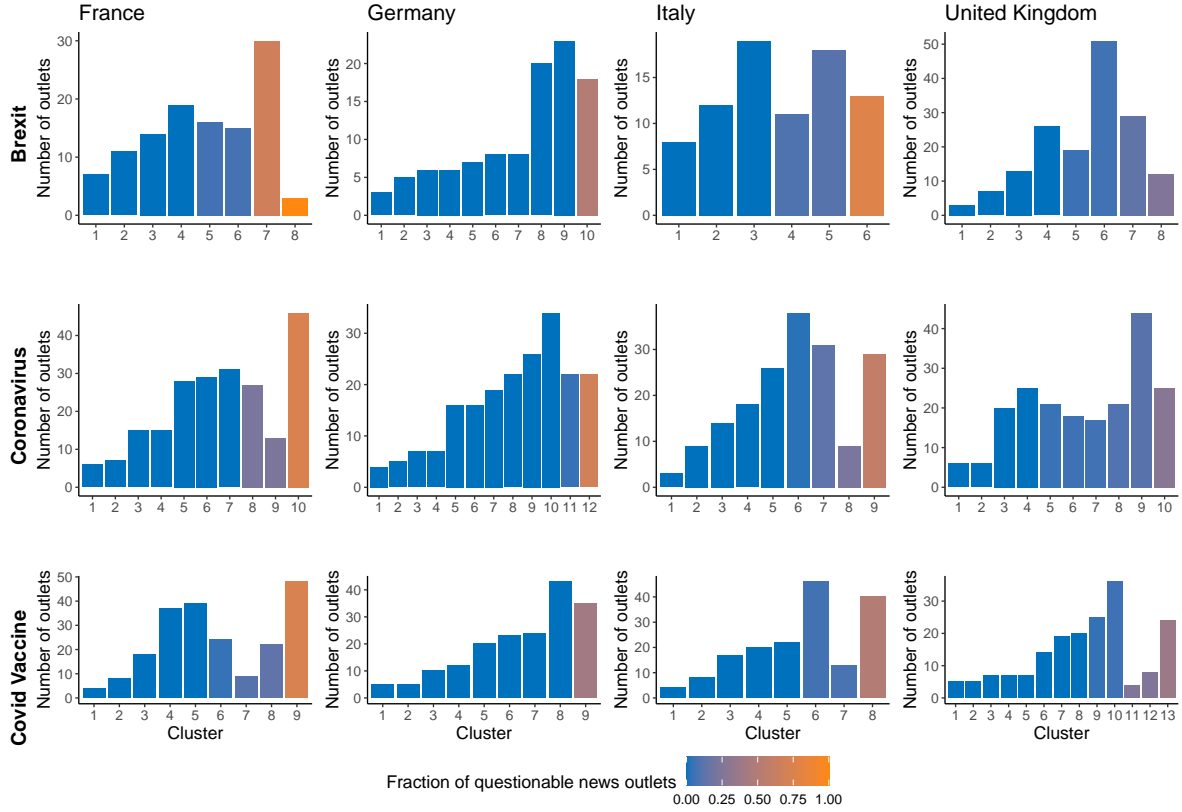 France Germany Italy United Kingdom
Brexit
Number of outlets
30
20
10
0
1 2 3 4 5 6 7 8
Number of outlets
20
15
10
5
0
1 2 3 4 5 6 7 8 9 10
Number of outlets
15
10
5
0
1 2 3 4 5 6
Number of outlets
50
40
30
20
10
0
1 2 3 4 5 6 7 8
Coronavirus
Number of outlets
40
30
20
10
0
1 2 3 4 5 6 7 8 9 10
Number of outlets
30
20
10
0
1 2 3 4 5 6 7 8 9 10 11 12
Number of outlets
30
20
10
0
1 2 3 4 5 6 7 8 9
Number of outlets
40
30
20
10
0
1 2 3 4 5 6 7 8 9 10
Covid Vaccine
Number of outlets
50
40
30
20
10
0
1 2 3 4 5 6 7 8 9
Cluster
Number of outlets
40
30
20
10
0
1 2 3 4 5 6 7 8 9
Cluster
Number of outlets
40
30
20
10
0
1 2 3 4 5 6 7 8
Cluster
Number of outlets
30
20
10
0
1 2 3 4 5 6 7 8 9 10 11 12 13
Cluster
Fraction of questionable news outlets
0.00 0.25 0.50 0.75 1.00